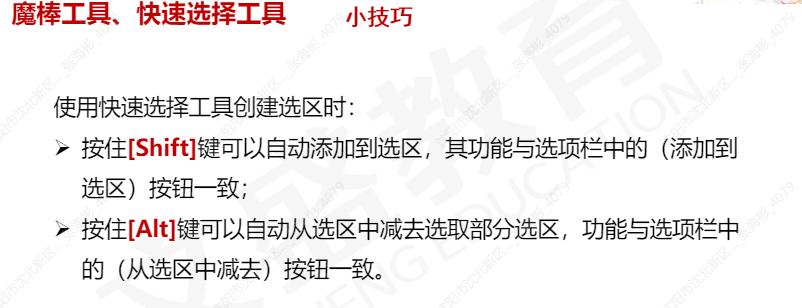 魔棒工具、快速选择工具 小技巧
使用快速选择工具创建选区时：
➢ 按住[Shift]键可以自动添加到选区，其功能与选项栏中的（添加到
选区）按钮一致；
➢ 按住[Alt]键可以自动从选区中减去选取部分选区，功能与选项栏中
的（从选区中减去）按钮一致。